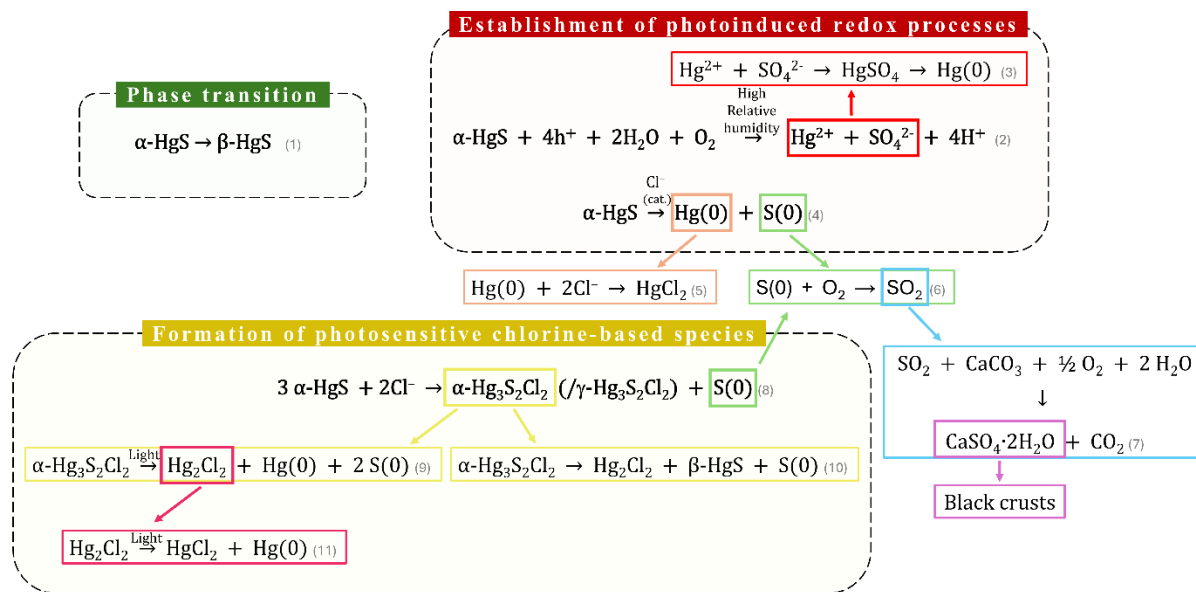 Establishment of photoinduced redox processes
Hg²⁺ + SO₄²⁻ → HgSO₄ → Hg(0) (3)
High
Relative
humidity
α-HgS + 4h⁺ + 2H₂O + O₂ → Hg²⁺ + SO₄²⁻ + 4H⁺ (2)
Cl⁻
(cat.)
α-HgS → Hg(0) + S(0) (4)
Phase transition
α-HgS → β-HgS (1)
Hg(0) + 2Cl⁻ → HgCl₂ (5)
S(0) + O₂ → SO₂ (6)
SO₂ + CaCO₃ + ½ O₂ + 2 H₂O
↓
CaSO₄·2H₂O + CO₂ (7)
Black crusts
Formation of photosensitive chlorine-based species
3 α-HgS + 2Cl⁻ → α-Hg₃S₂Cl₂ (/γ-Hg₃S₂Cl₂) + S(0) (8)
Light
α-Hg₃S₂Cl₂ → Hg₂Cl₂ + Hg(0) + 2 S(0) (9)
α-Hg₃S₂Cl₂ → Hg₂Cl₂ + β-HgS + S(0) (10)
Light
Hg₂Cl₂ → HgCl₂ + Hg(0) (11)